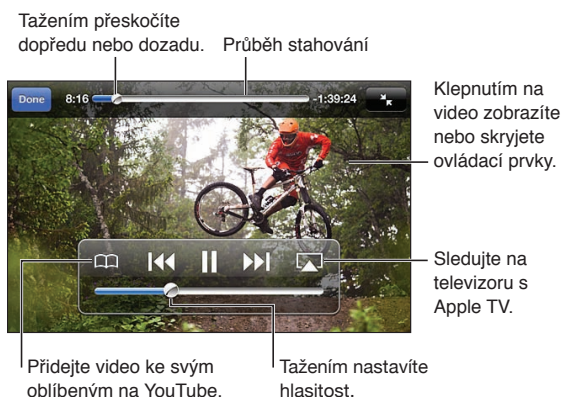 Tažením přeskočíte
dopředu nebo dozadu.
Průběh stahování
Done
8:16
-1:39:24
Klepnutím na
video zobrazíte
nebo skryjete
ovládací prvky.
Sledujte na
televizoru s
Apple TV.
Přidejte video ke svým
oblíbeným na YouTube.
Tažením nastavíte
hlasitost.